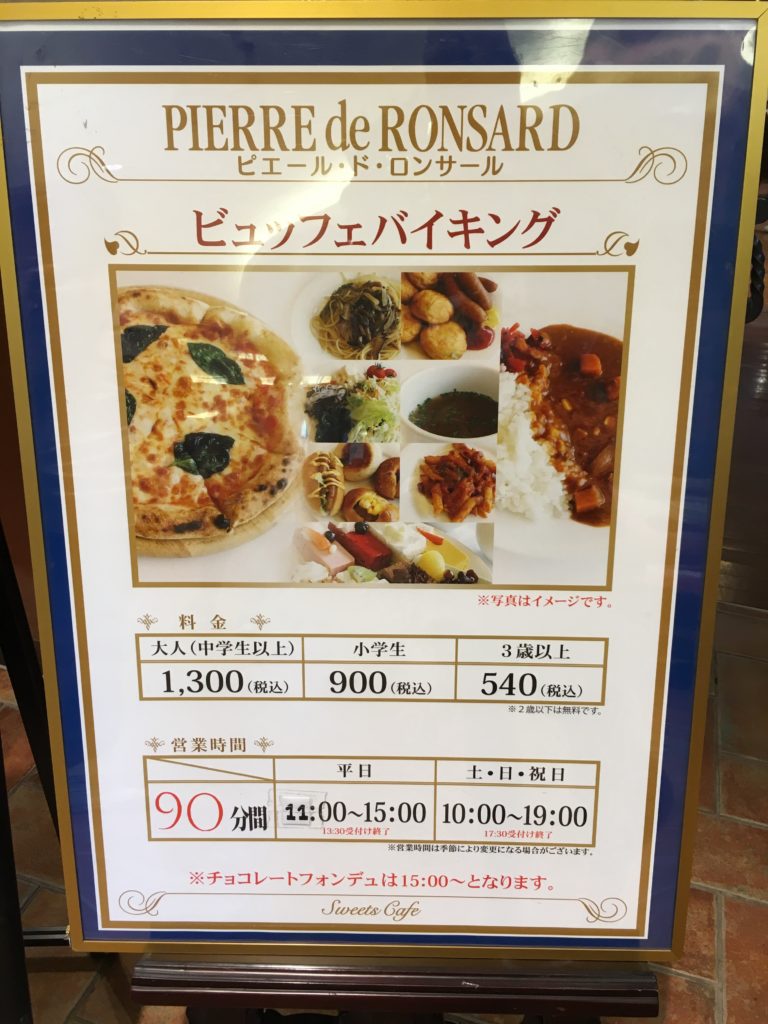 PIERRE de RONSARD
ピエール・ド・ロンサール
ビュッフェバイキング
※写真はイメージです。
料金
大人(中学生以上) 小学生 3歳以上
1,300(税込) 900(税込) 540(税込)
※2歳以下は無料です。
営業時間
平日 土・日・祝日
90分間 11:00~15:00 10:00~19:00
13:30受付け終了 17:30受付け終了
※営業時間は季節により変更になる場合がございます。
※チョコレートフォンデュは15:00~となります。
Sweets Cafe